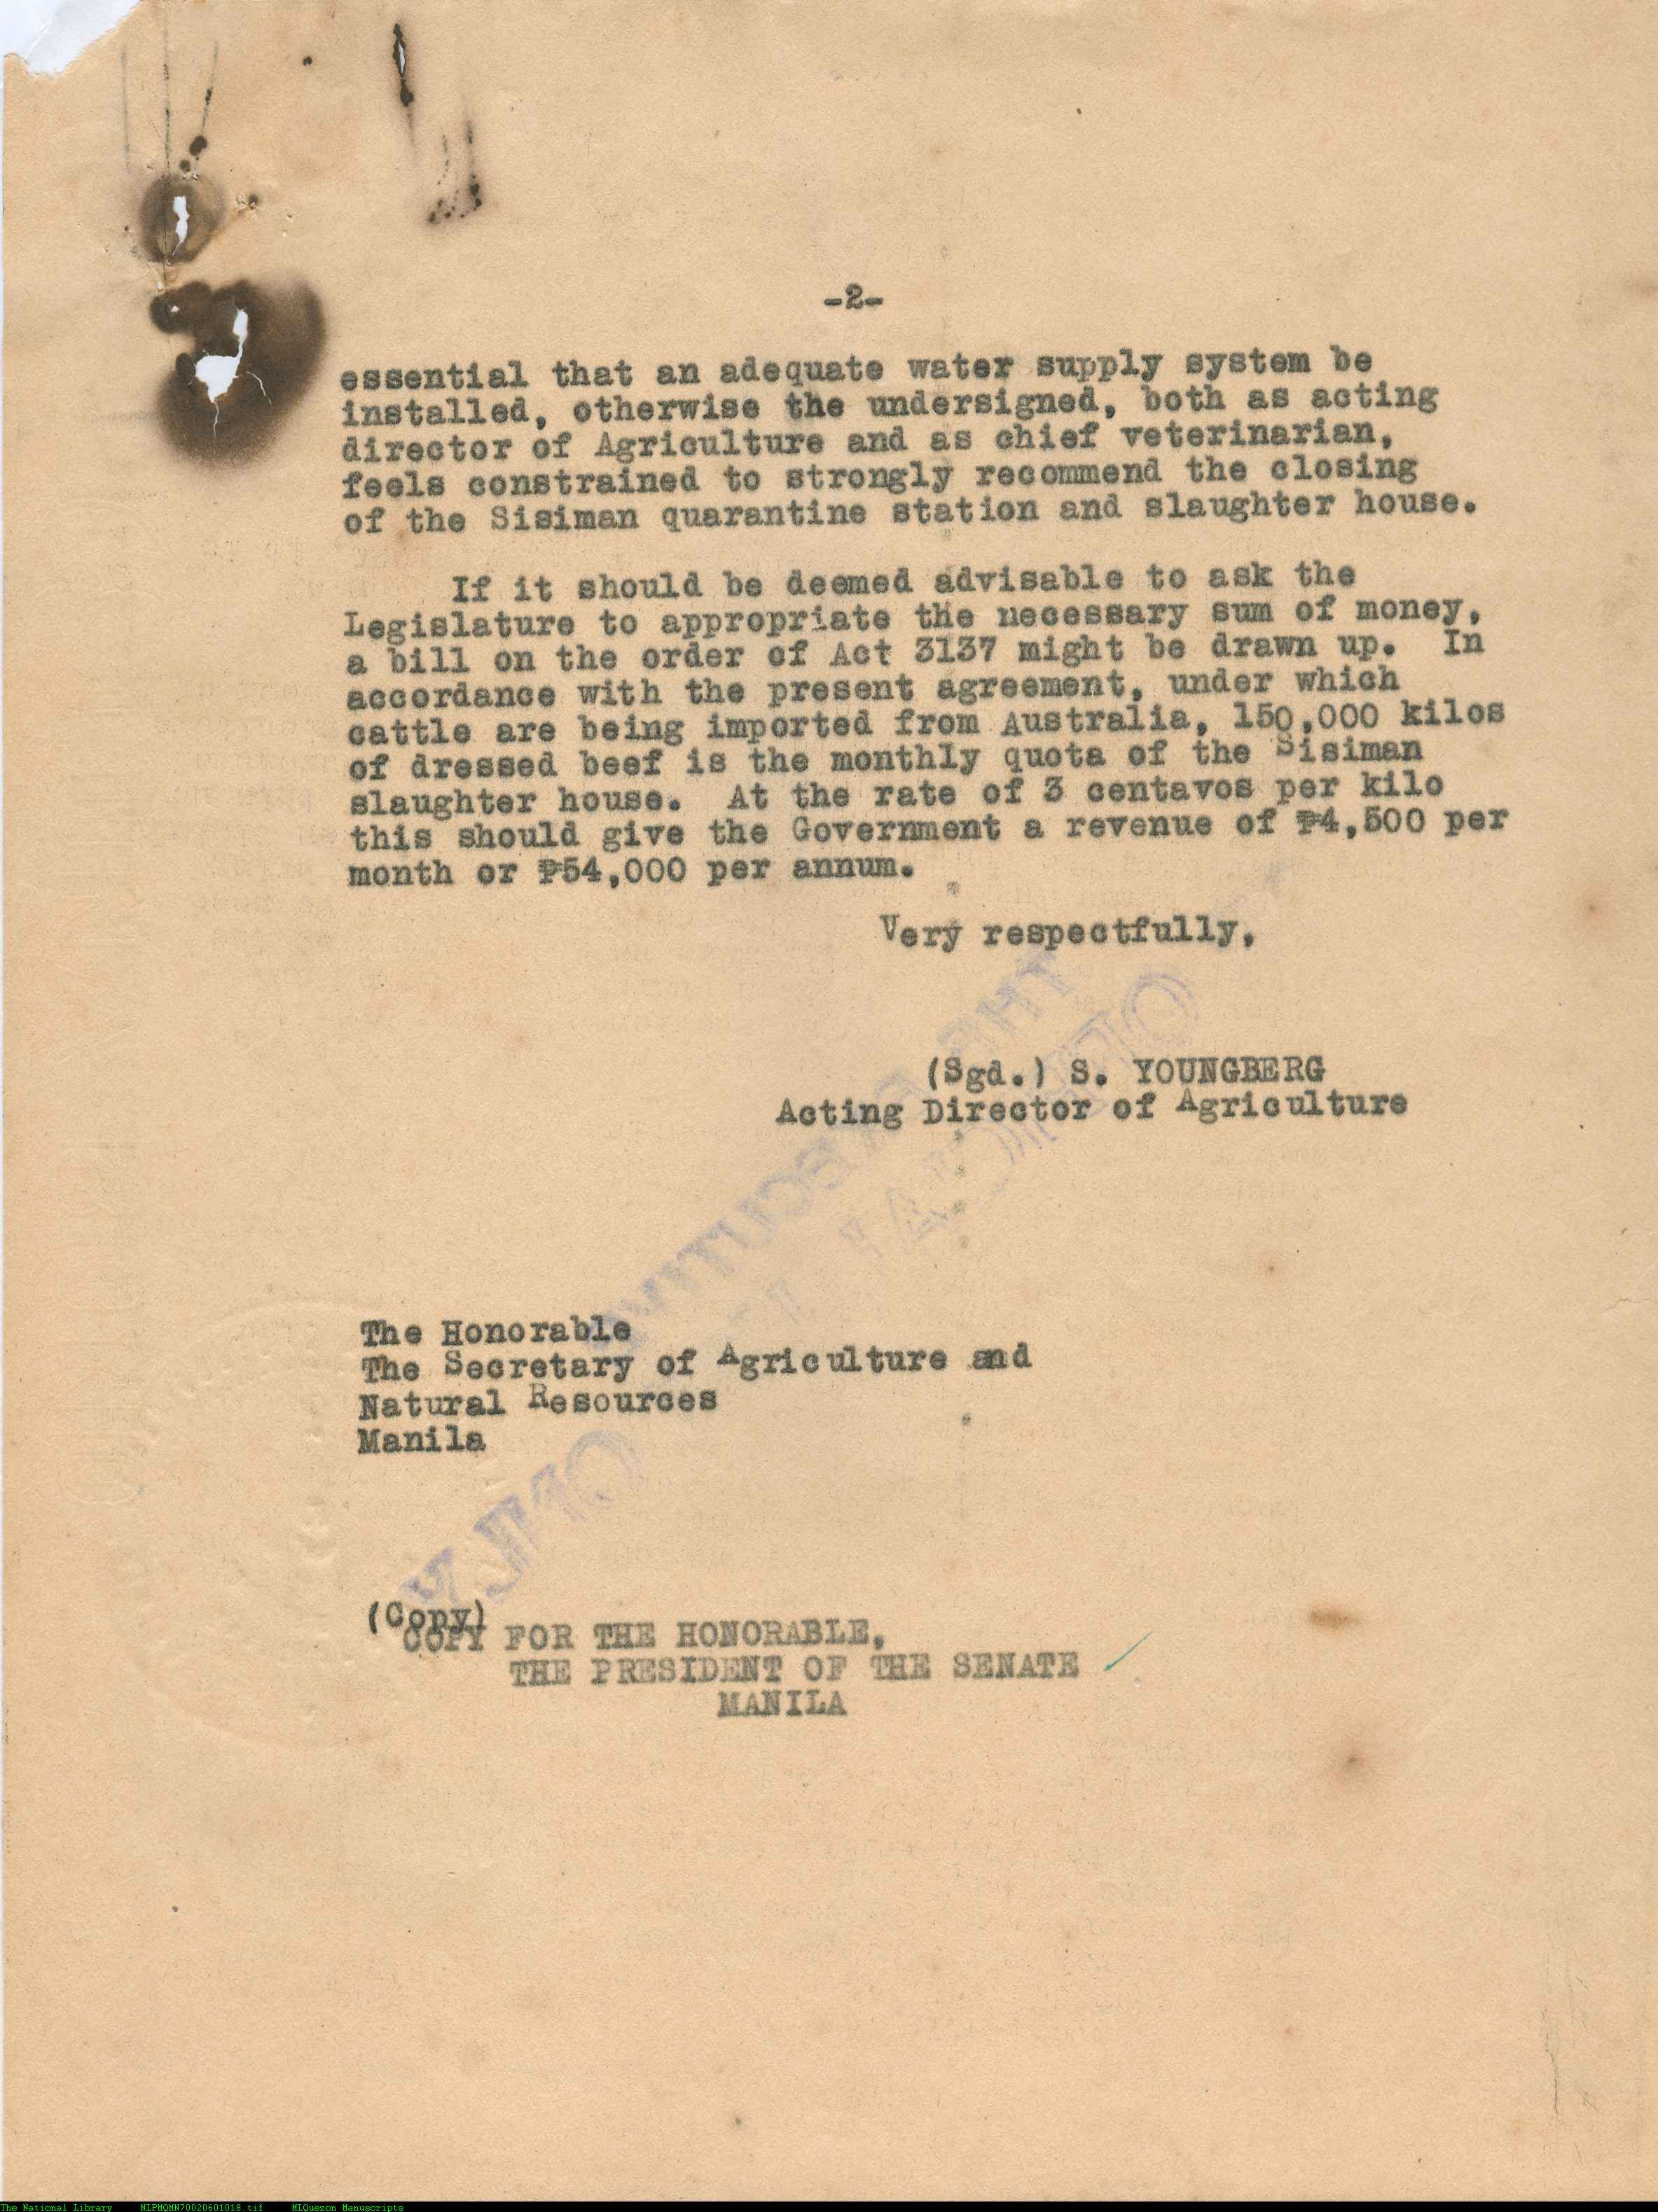 -2-
essential that an adequate water supply system be
installed, otherwise the undersigned, both as acting
director of Agriculture and as chief veterinarian,
feels constrained to strongly recommend the closing
of the Sisiman quarantine station and slaughter house.
If it should be deemed advisable to ask the
Legislature to appropriate the necessary sum of money,
a bill on the order of Act 3137 might be drawn up. In
accordance with the present agreement, under which
cattle are being imported from Australia, 150,000 kilos
of dressed beef is the monthly quota of the Sisiman
slaughter house. At the rate of 3 centavos per kilo
this should give the Government a revenue of ₱4,500 per
month or ₱54,000 per annum.
Very respectfully,
(Sgd.) S. YOUNGBERG
Acting Director of Agriculture
The Honorable
The Secretary of Agriculture and
Natural Resources
Manila
(Copy)
COPY FOR THE HONORABLE,
THE PRESIDENT OF THE SENATE
MANILA
The National Library NLPMQMN70020601018.tif MLQuezon Manuscripts